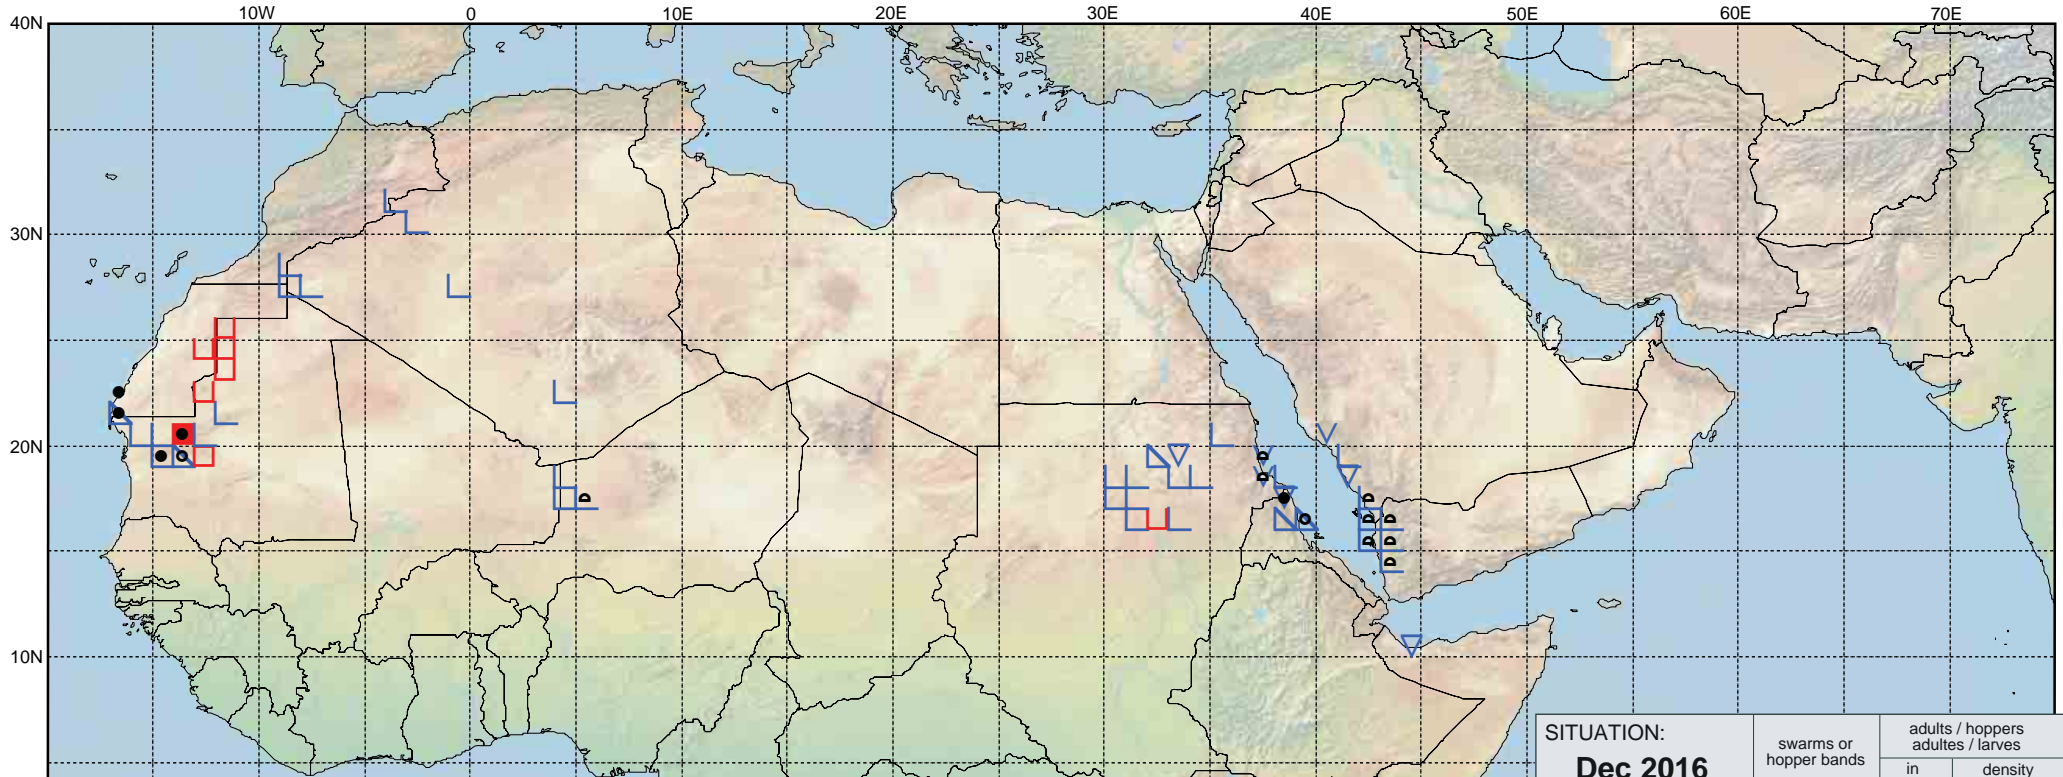 10W 0 10E 20E 30E 40E 50E 60E 70E
40N
30N
20N
10N
D
D
D
D
D D
D D
D
SITUATION:
Dec 2016
swarms or
hopper bands
adults / hoppers
adultes / larves
in
density